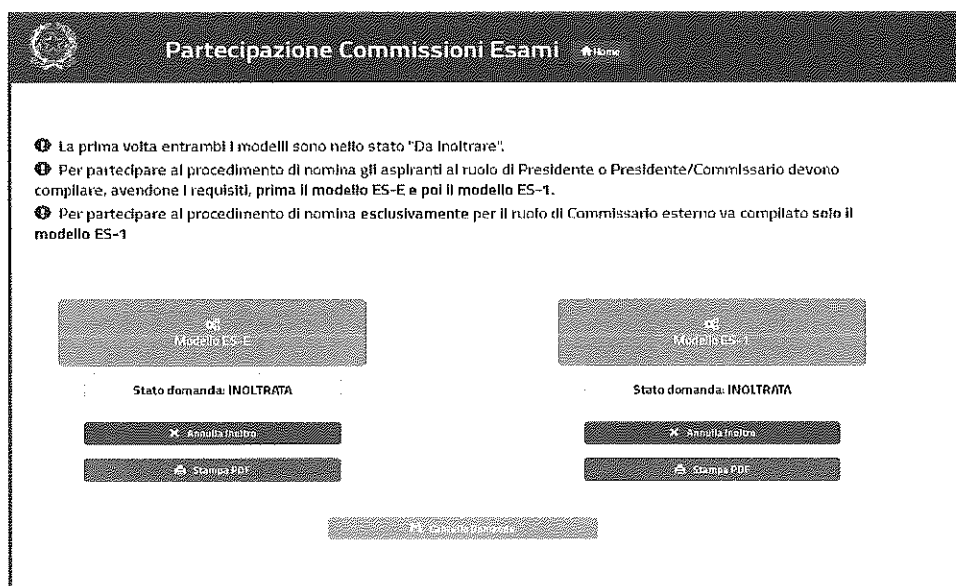 Partecipazione Commissioni Esami Home
La prima volta entrambi i modelli sono nello stato "Da Inoltrare".
Per partecipare al procedimento di nomina gli aspiranti al ruolo di Presidente o Presidente/Commissario devono
compilare, avendone i requisiti, prima il modello ES-E e poi il modello ES-1.
Per partecipare al procedimento di nomina esclusivamente per il ruolo di Commissario esterno va compilato solo il
modello ES-1
Modello ES-E Modello ES-1
Stato domanda: INOLTRATA Stato domanda: INOLTRATA
Annulla Inoltro Annulla Inoltro
Stampa PDF Stampa PDF